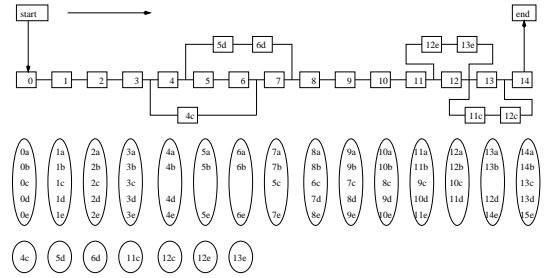 start
end
5d 6d 12e 13e
0 1 2 3 4 5 6 7 8 9 10 11 12 13 14
4c 11c 12c
0a 1a 2a 3a 4a 5a 6a 7a 8a 9a 10a 11a 12a 13a 14a
0b 1b 2b 3b 4b 5b 6b 7b 8b 9b 10b 11b 12b 13b 14b
0c 1c 2c 3c 5c 6c 7c 8c 9c 10c 13c
0d 1d 2d 3d 4d 7d 8d 9d 10d 11d 12d 13d
0e 1e 2e 3e 4e 5e 6e 7e 8e 9e 10e 11e 14e 15e
4c 5d 6d 11c 12c 12e 13e